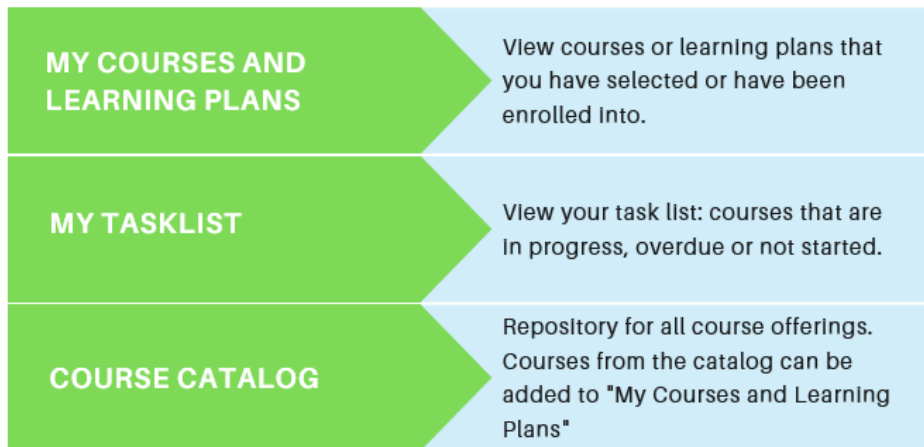 MY COURSES AND
LEARNING PLANS
View courses or learning plans that
you have selected or have been
enrolled into.
MY TASKLIST
View your task list: courses that are
in progress, overdue or not started.
COURSE CATALOG
Repository for all course offerings.
Courses from the catalog can be
added to "My Courses and Learning
Plans"